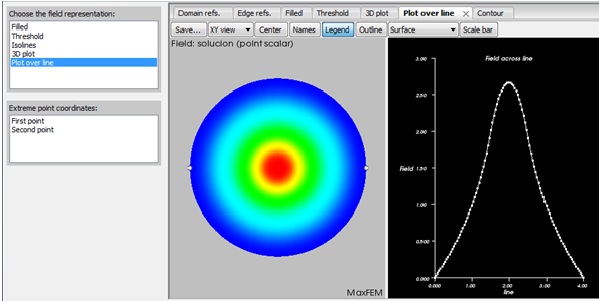 Choose the field representation:
Filled
Threshold
Isolines
3D plot
Plot over line
Extreme point coordinates:
First point
Second point
Domain refs. Edge refs. Filled Threshold 3D plot Plot over line Contour
Save... XY view Center Names Legend Outline Surface Scale bar
Field: solucion (point scalar)
MaxFEM
Field across line
3.00
2.50
2.00
Field 1.50
1.00
0.500
0.00
0.000 1.00 2.00 3.00 4.00
line